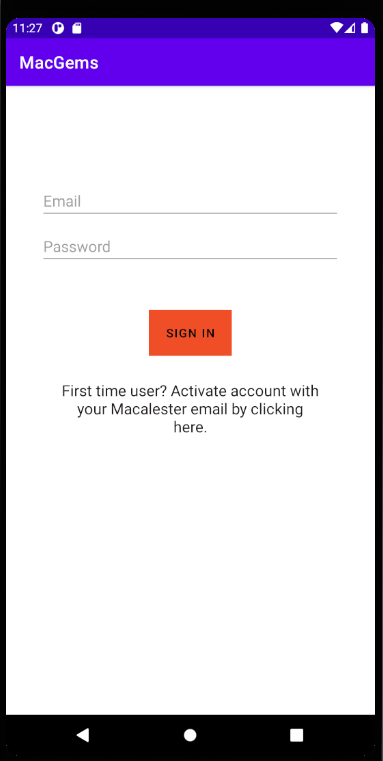 11:27
MacGems
Email
Password
SIGN IN
First time user? Activate account with
your Macalester email by clicking
here.